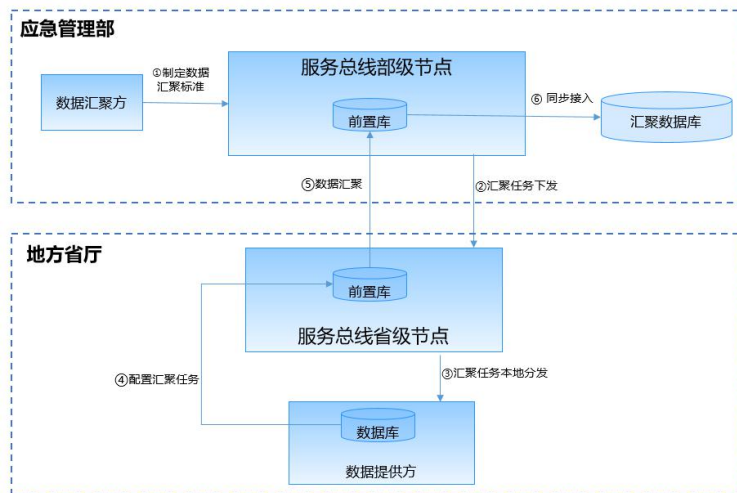 应急管理部
服务总线部级节点
①制定数据
汇聚标准
数据汇聚方
前置库
⑥ 同步接入
汇聚数据库
⑤数据汇聚
②汇聚任务下发
地方省厅
前置库
服务总线省级节点
④配置汇聚任务
③汇聚任务本地分发
数据库
数据提供方